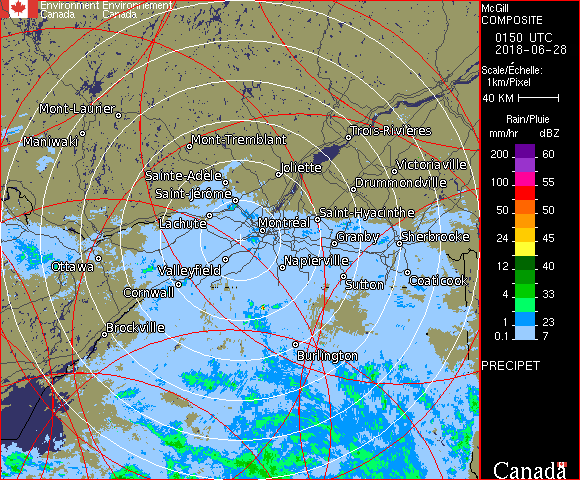 Environment Environnement
Canada Canada
McGill
COMPOSITE
0150 UTC
2018-06-28
Scale/Échelle:
1km/Pixel
40 KM
Rain/Pluie
mm/hr dBZ
200 60
55
100 55
50 50
24 45
12 40
4 33
1 28
0.1 23
7
PRECIPET
Canada
Mont-Laurier
Maniwaki
Mont-Tremblant
Trois-Rivières
Joliette
Victoriaville
Sainte-Adèle
Drummondville
Saint-Jérôme
Lachute
Montréal
Saint-Hyacinthe
Granby
Sherbrooke
Ottawa
Valleyfield
Napierville
Cornwall
Sutton
Coaticook
Brockville
Burlington